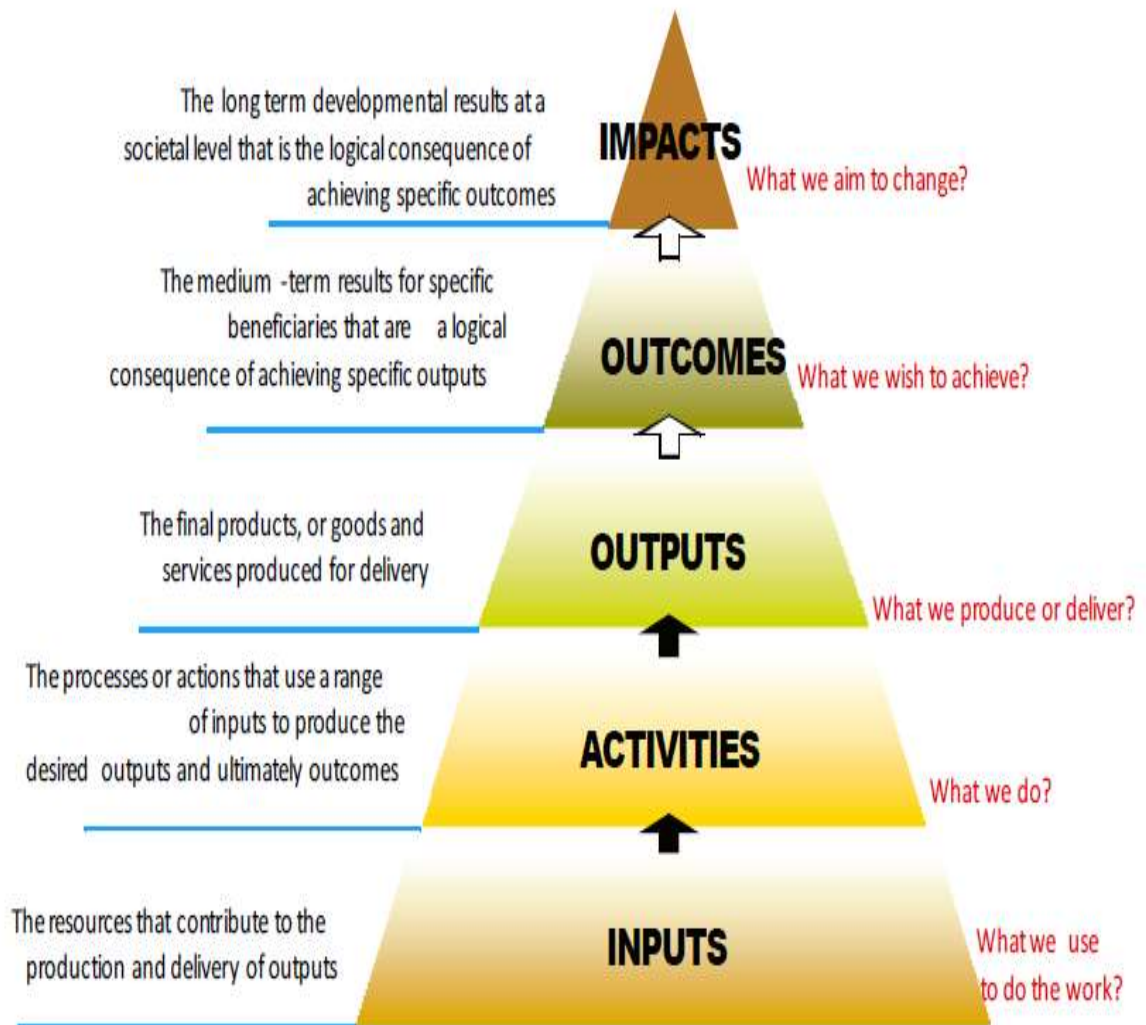 The long term developmental results at a
societal level that is the logical consequence of
achieving specific outcomes
IMPACTS
What we aim to change?
The medium -term results for specific
beneficiaries that are a logical
consequence of achieving specific outputs
OUTCOMES
What we wish to achieve?
The final products, or goods and
services produced for delivery
OUTPUTS
What we produce or deliver?
The processes or actions that use a range
of inputs to produce the
desired outputs and ultimately outcomes
ACTIVITIES
What we do?
The resources that contribute to the
production and delivery of outputs
INPUTS
What we use
to do the work?